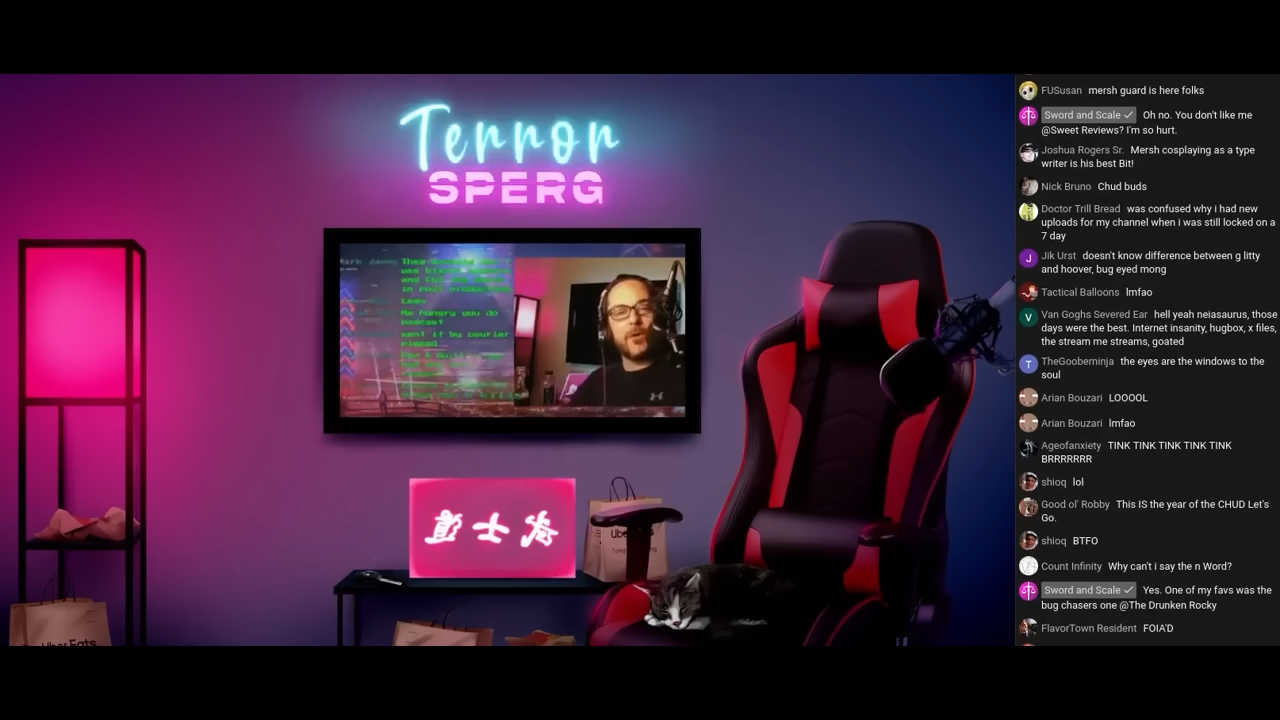 Terror
SPERG
道士忿
Uber Eats
FUSusan mersh guard is here folks
Sword and Scale ✓ Oh no. You don't like me
@Sweet Reviews? I'm so hurt.
Joshua Rogers Sr. Mersh cosplaying as a type
writer is his best Bit!
Nick Bruno Chud buds
Doctor Trill Bread was confused why i had new
uploads for my channel when i was still locked on a
7 day
J
Jik Urst doesn't know difference between g litty
and hoover, bug eyed mong
Tactical Balloons lmfao
V
Van Goghs Severed Ear hell yeah neiasaurus, those
days were the best. Internet insanity, hugbox, x files,
the stream me streams, goated
T
TheGooberninja the eyes are the windows to the
soul
Arian Bouzari LOOOOL
Arian Bouzari lmfao
Ageofanxiety TINK TINK TINK TINK TINK
BRRRRRRR
shioq lol
Good ol' Robby This IS the year of the CHUD Let's
Go.
shioq BTFO
Count Infinity Why can't i say the n Word?
Sword and Scale ✓ Yes. One of my favs was the
bug chasers one @The Drunken Rocky
FlavorTown Resident FOIA'D